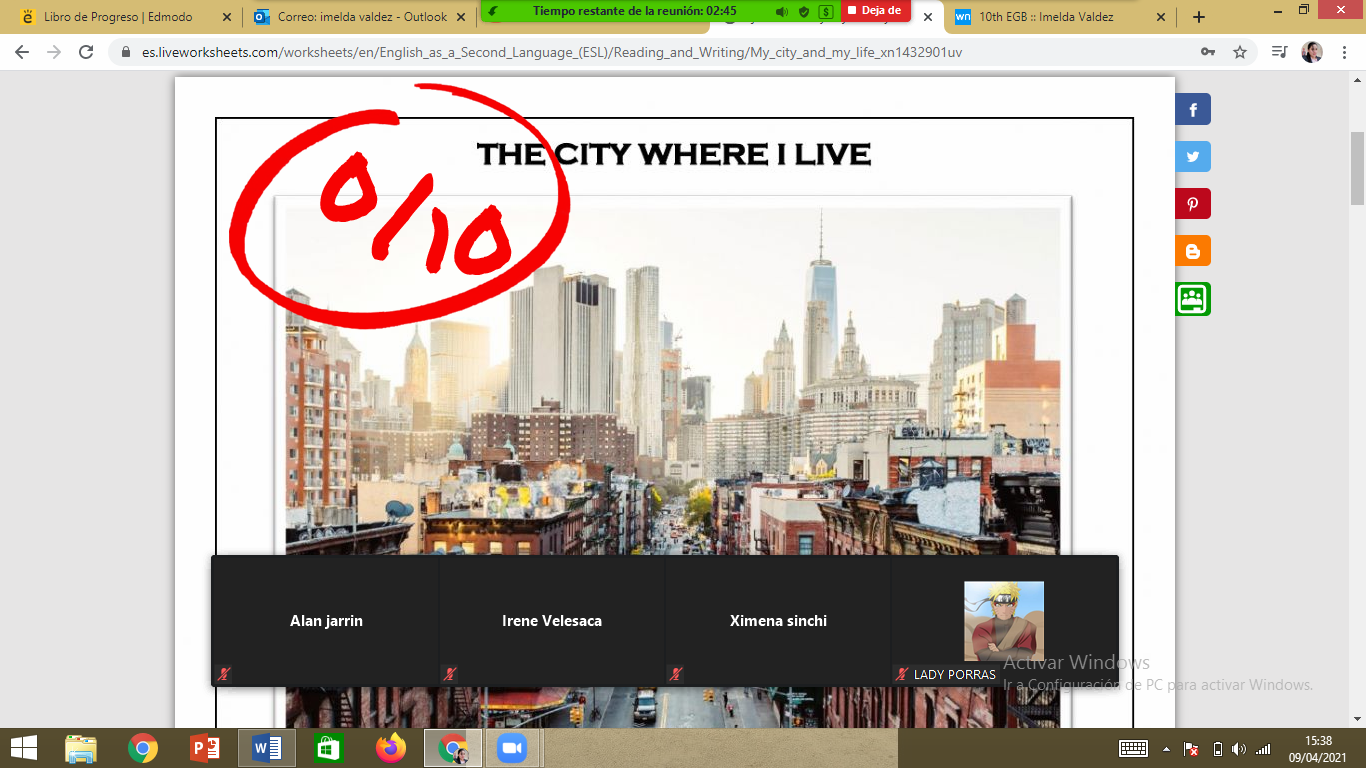 Libro de Progreso | Edmodo
Correo: imelda valdez - Outlook
Tiempo restante de la reunión: 02:45
Deja de
10th EGB :: Imelda Valdez
es.liveworksheets.com/worksheets/en/English_as_a_Second_Language_(ESL)/Reading_and_Writing/My_city_and_my_life_xn1432901uv
THE CITY WHERE I LIVE
0/10
Alan jarrin
Irene Velesaca
Ximena sinchi
LADY PORRAS
Activar Windows
Ir a Configuración de PC para activar Windows.
15:38
09/04/2021